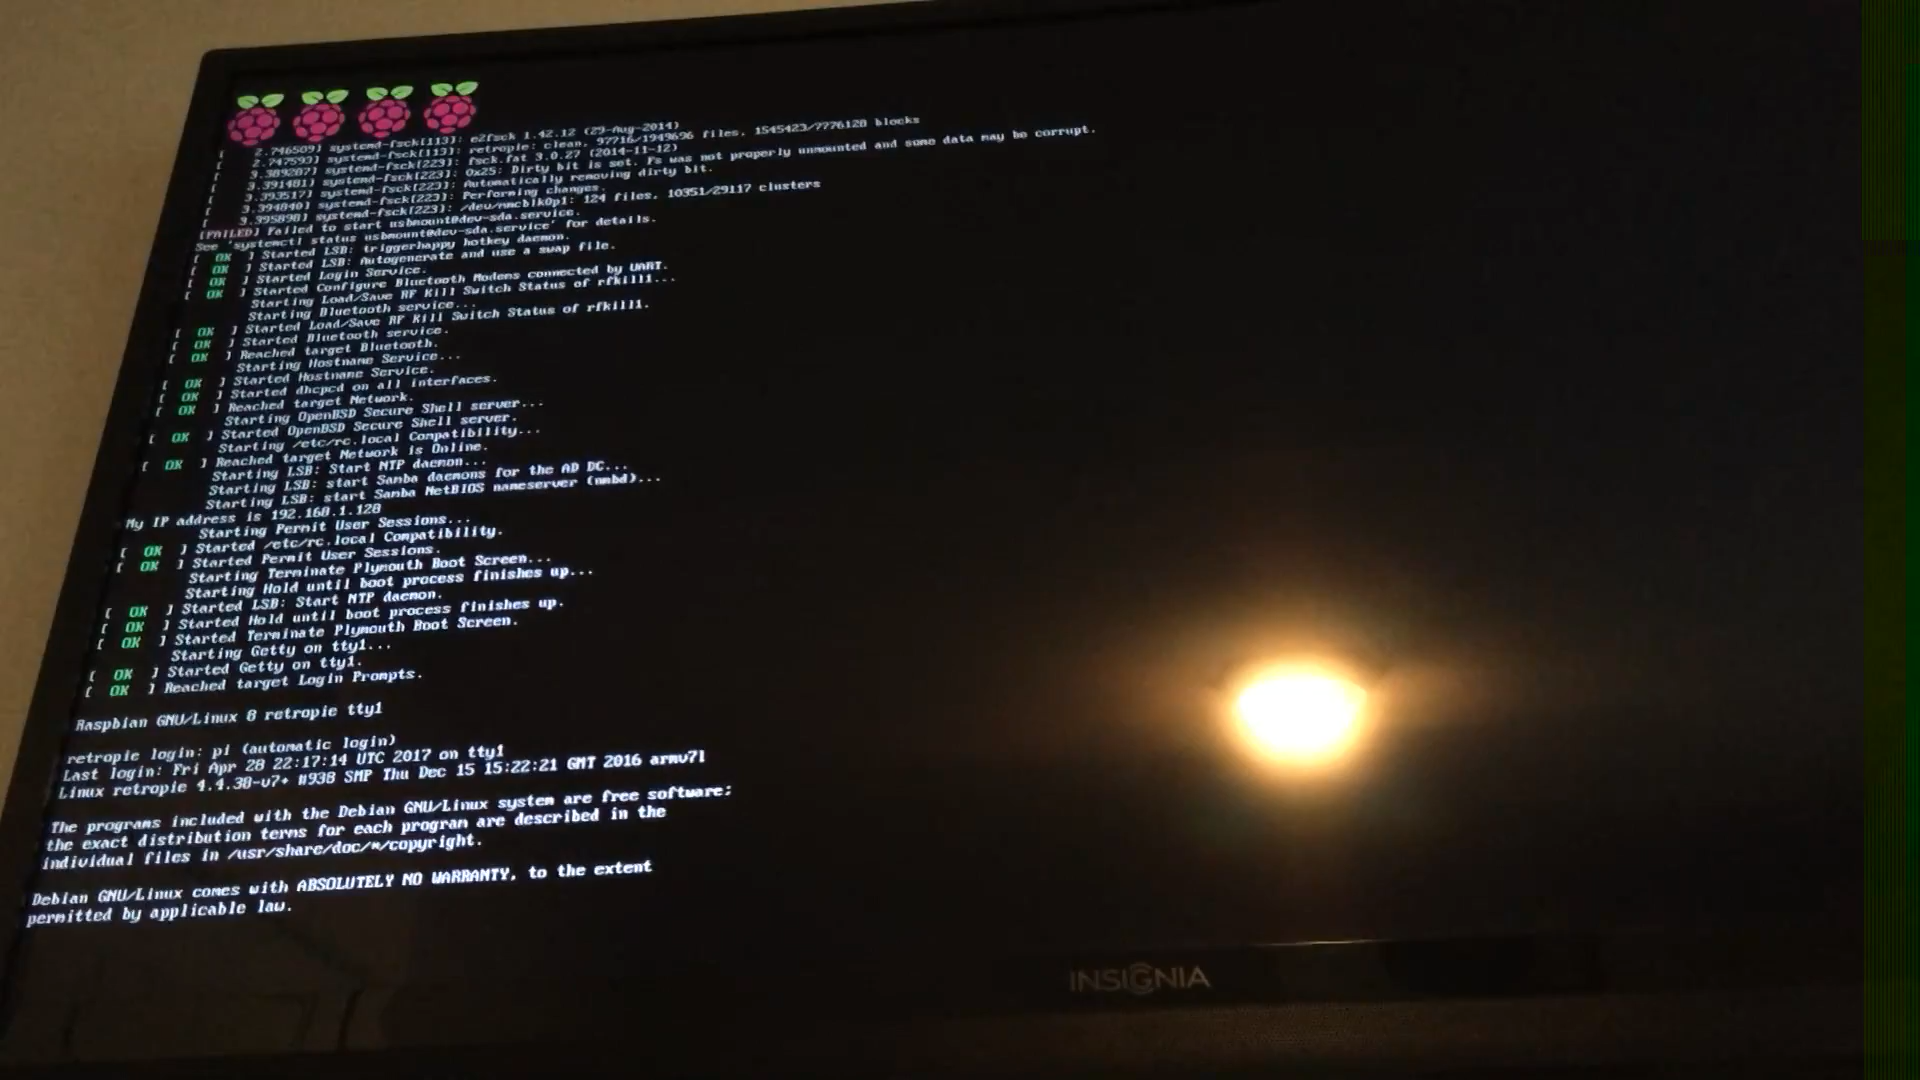 [    2.746509] systemd-fsck[113]: e2fsck 1.42.12 (29-Aug-2014)
[    2.747593] systemd-fsck[113]: retropie: clean, 97716/1949696 files, 1545423/7776128 blocks
[    3.389207] systemd-fsck[223]: fsck.fat 3.0.27 (2014-11-12)
[    3.391481] systemd-fsck[223]: 0x25: Dirty bit is set. Fs was not properly unmounted and some data may be corrupt.
[    3.393517] systemd-fsck[223]: Automatically removing dirty bit.
[    3.394840] systemd-fsck[223]: Performing changes.
[    3.395898] systemd-fsck[223]: /dev/mmcblk0p1: 124 files, 10351/29117 clusters
[FAILED] Failed to start usbmount@dev-sda.service.
See 'systemctl status usbmount@dev-sda.service' for details.
[  OK  ] Started LSB: triggerhappy hotkey daemon.
[  OK  ] Started LSB: Autogenerate and use a swap file.
[  OK  ] Started Login Service.
[  OK  ] Started Configure Bluetooth Modems connected by UART.
Starting Load/Save RF Kill Switch Status of rfkill1...
Starting Bluetooth service...
[  OK  ] Started Load/Save RF Kill Switch Status of rfkill1.
[  OK  ] Started Bluetooth service.
[  OK  ] Reached target Bluetooth.
Starting Hostname Service...
[  OK  ] Started Hostname Service.
[  OK  ] Started dhcpcd on all interfaces.
[  OK  ] Reached target Network.
Starting OpenBSD Secure Shell server...
[  OK  ] Started OpenBSD Secure Shell server.
Starting /etc/rc.local Compatibility...
[  OK  ] Reached target Network is Online.
Starting LSB: Start NTP daemon...
Starting LSB: start Samba daemons for the AD DC...
Starting LSB: start Samba NetBIOS nameserver (nmbd)...
My IP address is 192.168.1.128
Starting Permit User Sessions...
[  OK  ] Started /etc/rc.local Compatibility.
[  OK  ] Started Permit User Sessions.
Starting Terminate Plymouth Boot Screen...
Starting Hold until boot process finishes up...
[  OK  ] Started LSB: Start NTP daemon.
[  OK  ] Started Hold until boot process finishes up.
[  OK  ] Started Terminate Plymouth Boot Screen.
Starting Getty on tty1...
[  OK  ] Started Getty on tty1.
[  OK  ] Reached target Login Prompts.
Raspbian GNU/Linux 8 retropie tty1
retropie login: pi (automatic login)
Last login: Fri Apr 28 22:17:14 UTC 2017 on tty1
Linux retropie 4.4.38-v7+ #938 SMP Thu Dec 15 15:22:21 GMT 2016 armv7l
The programs included with the Debian GNU/Linux system are free software;
the exact distribution terms for each program are described in the
individual files in /usr/share/doc/*/copyright.
Debian GNU/Linux comes with ABSOLUTELY NO WARRANTY, to the extent
permitted by applicable law.
INSIGNIA